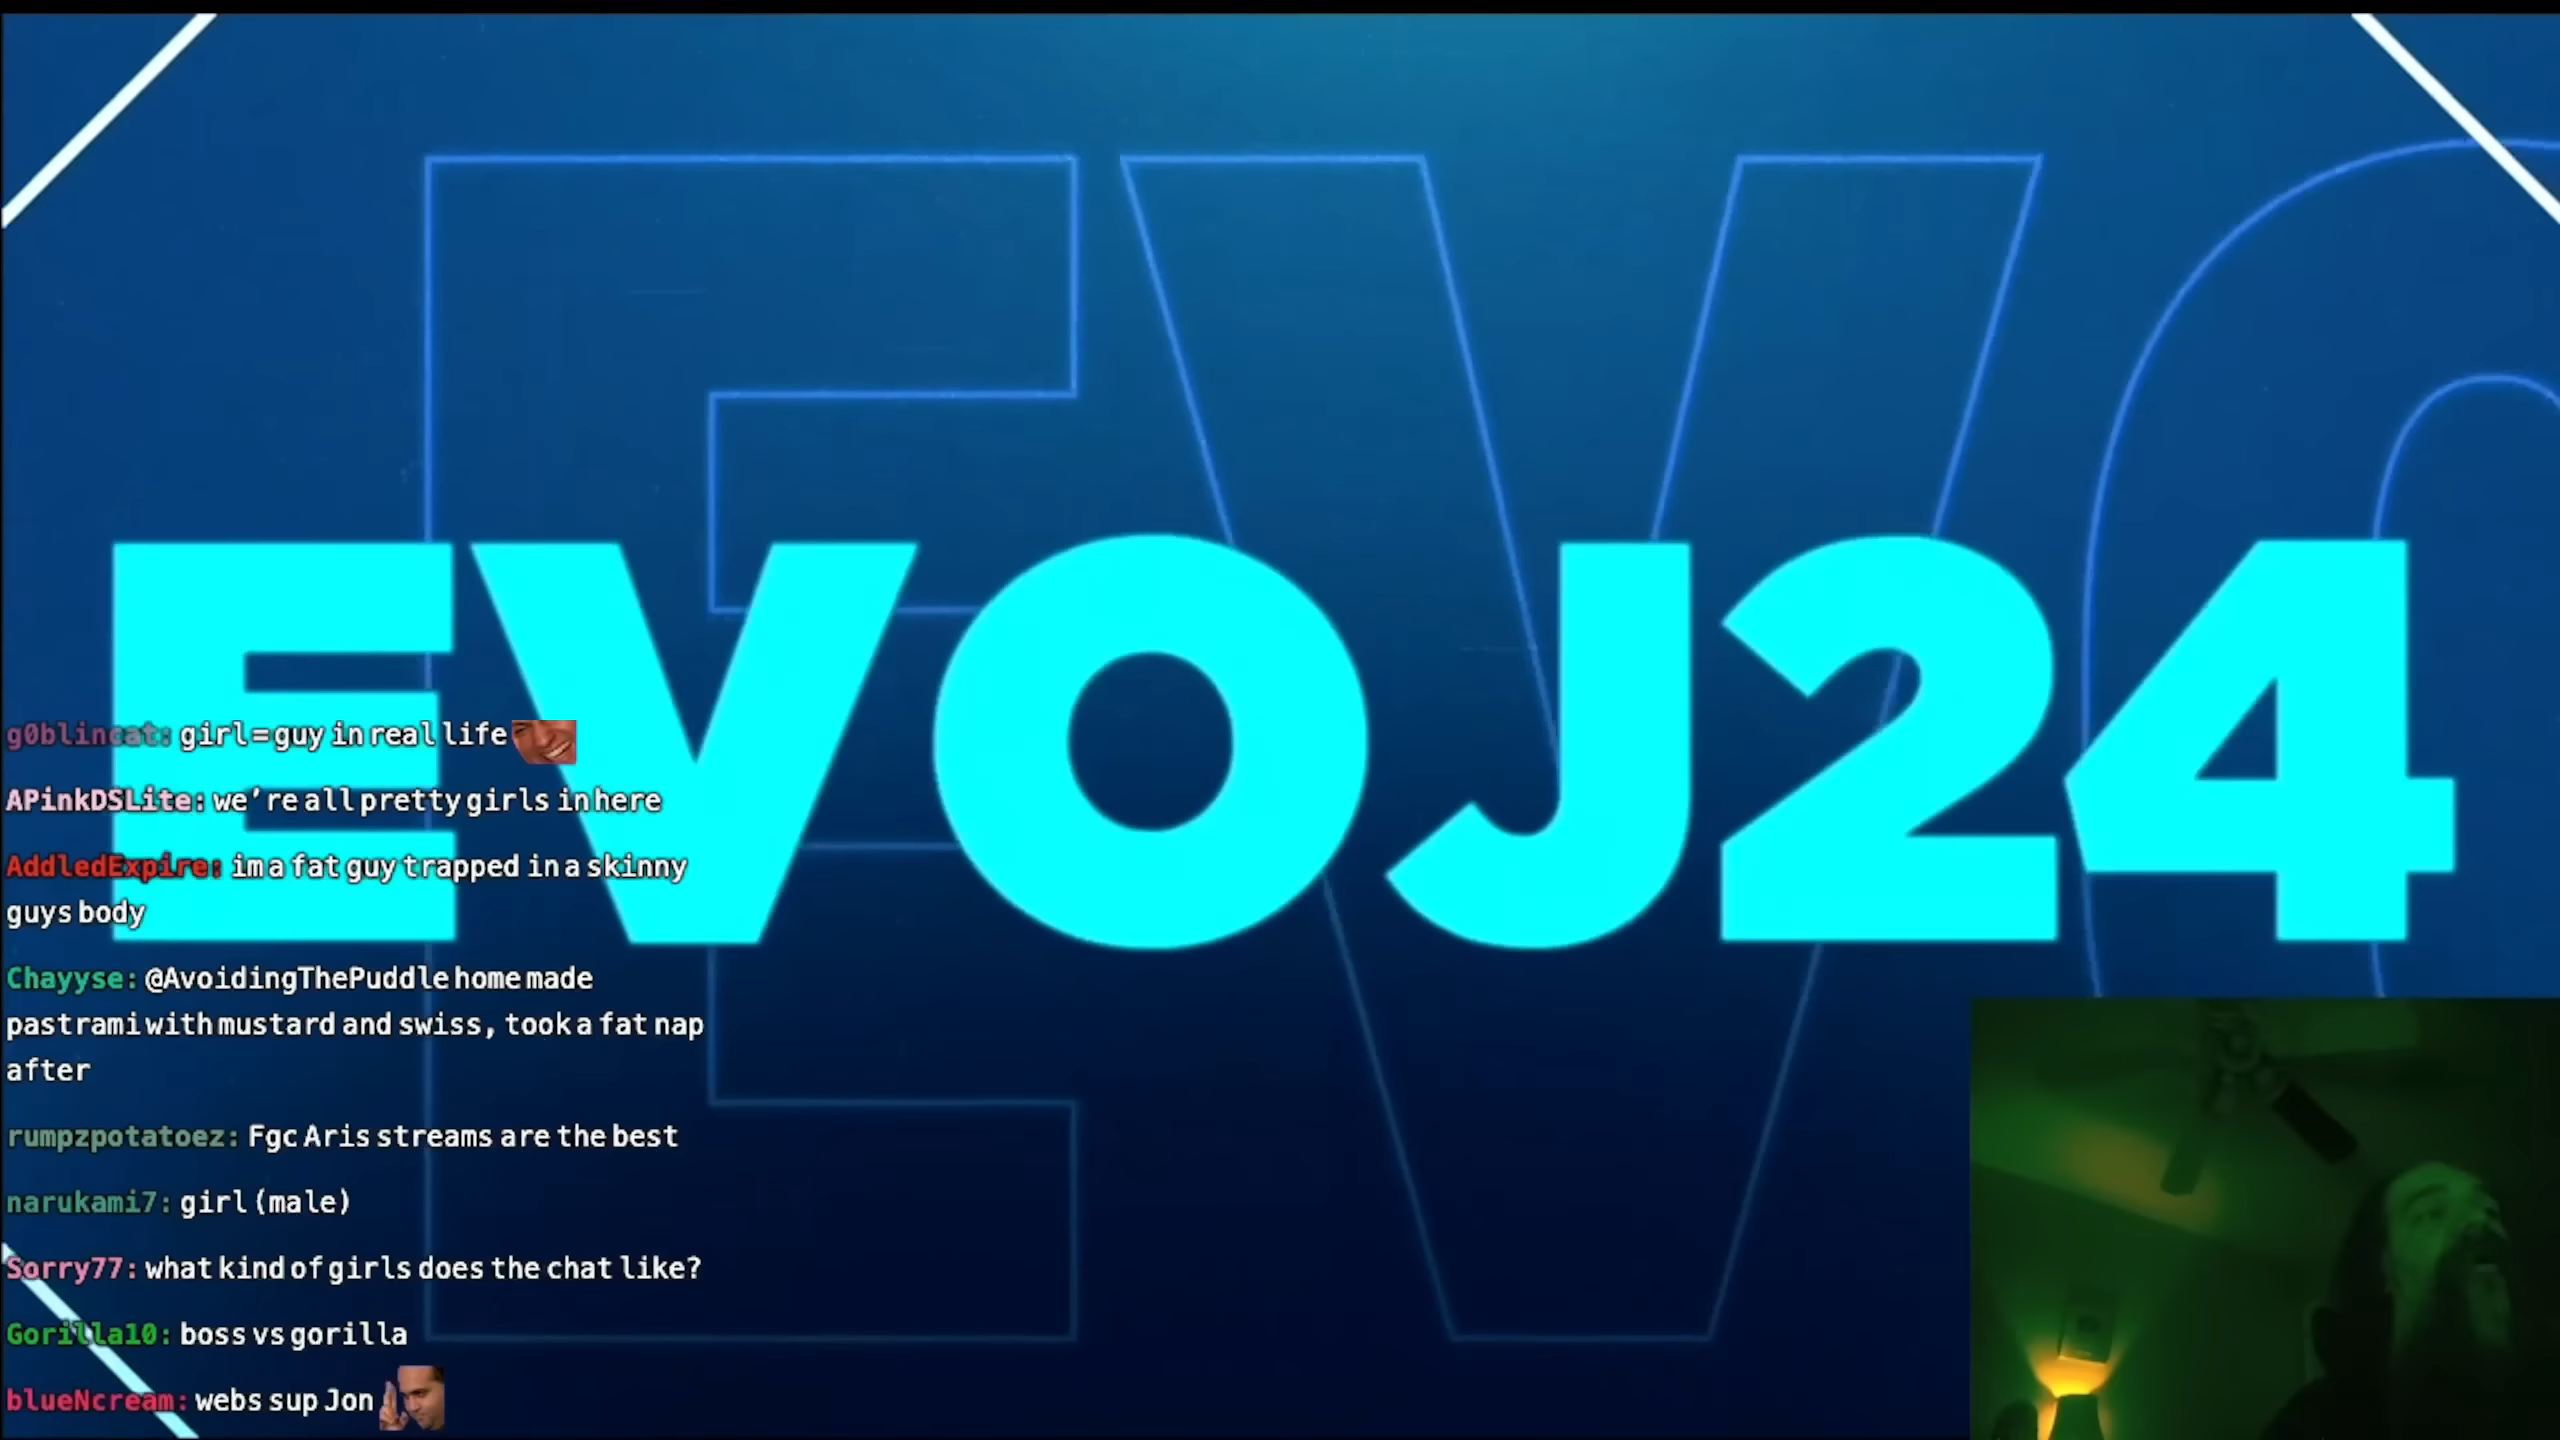 EVO
EVOJ24
g0blincat: girl=guy in real life
APinkDSLite: we're all pretty girls in here
AddledExpire: im a fat guy trapped in a skinny
guys body
Chayyse: @AvoidingThePuddle home made
pastrami with mustard and swiss, took a fat nap
after
rumpzpotatoez: Fgc Aris streams are the best
narukami7: girl (male)
Sorry77: what kind of girls does the chat like?
Gorilla10: boss vs gorilla
blueNcream: webs sup Jon